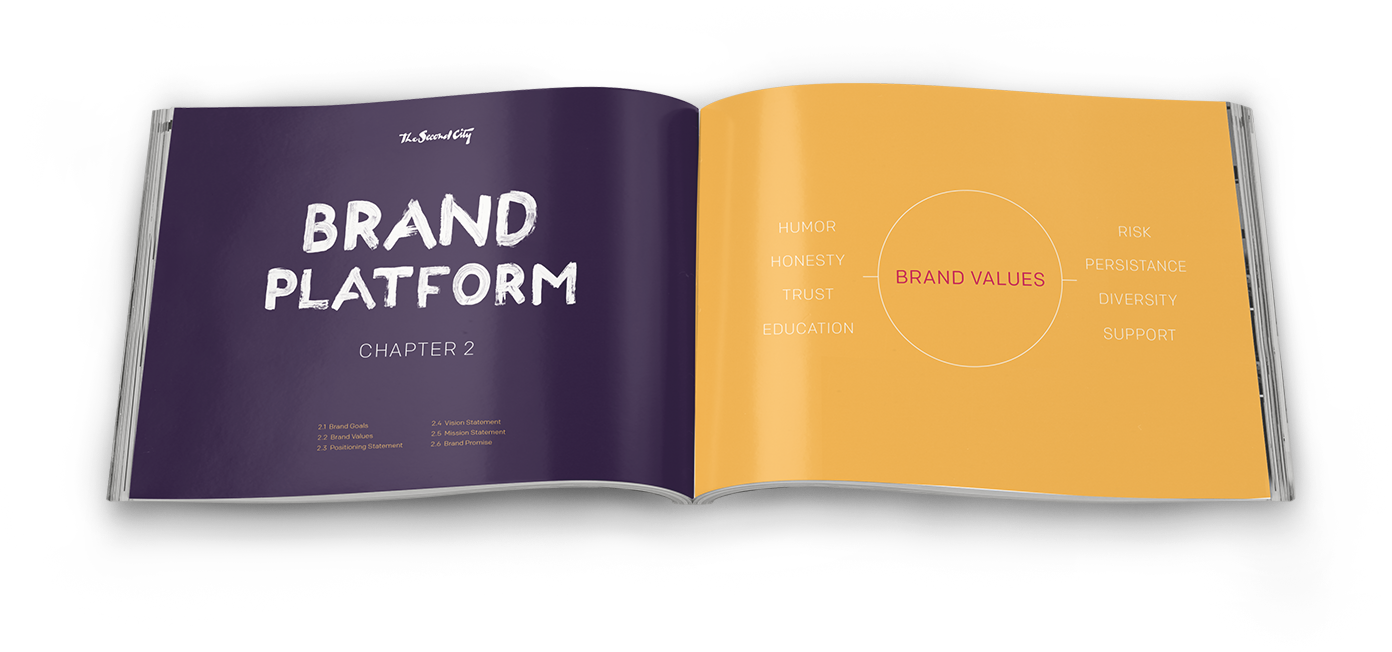 The Second City
BRAND
PLATFORM
CHAPTER 2
2.1 Brand Goals
2.2 Brand Values
2.3 Positioning Statement
2.4 Vision Statement
2.5 Mission Statement
2.6 Brand Promise
HUMOR
HONESTY
TRUST
EDUCATION
BRAND VALUES
RISK
PERSISTANCE
DIVERSITY
SUPPORT